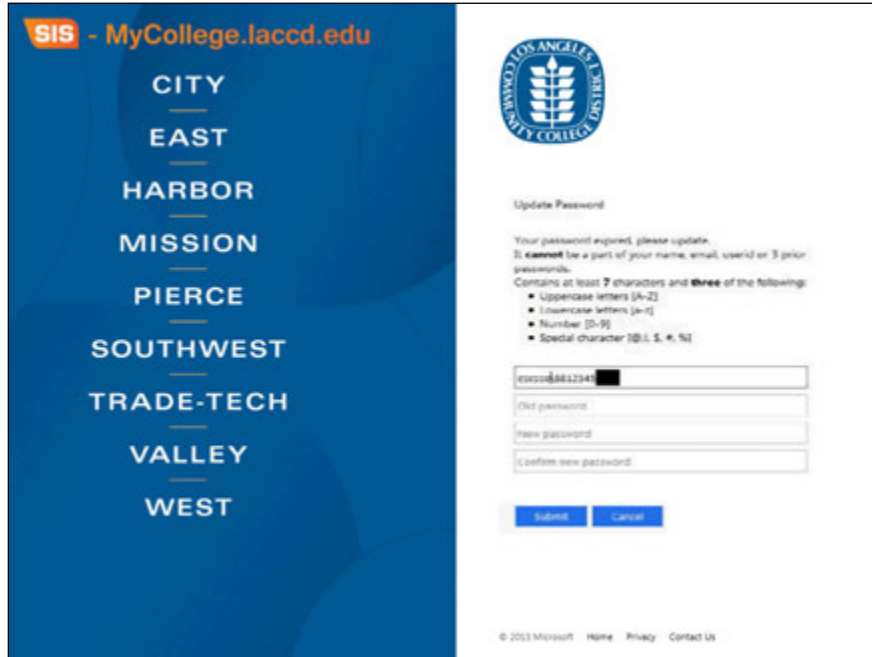 SIS - MyCollege.laccd.edu
CITY
EAST
HARBOR
MISSION
PIERCE
SOUTHWEST
TRADE-TECH
VALLEY
WEST
LOS ANGELES
COMMUNITY COLLEGE DISTRICT
Update Password
Your password expired, please update.
It cannot be a part of your name, email, userid or 3 prior
passwords.
Contains at least 7 characters and three of the following:
Uppercase letters [A-Z]
Lowercase letters [a-z]
Number [0-9]
Special character [@,!, $, #, %]
Old password
New password
Confirm new password
Submit Cancel
© 2013 Microsoft Home Privacy Contact Us